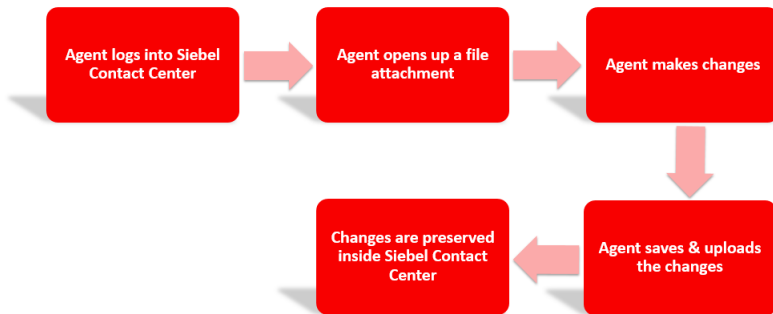 Agent logs into Siebel
Contact Center
Agent opens up a file
attachment
Agent makes changes
Agent saves & uploads
the changes
Changes are preserved
inside Siebel Contact
Center